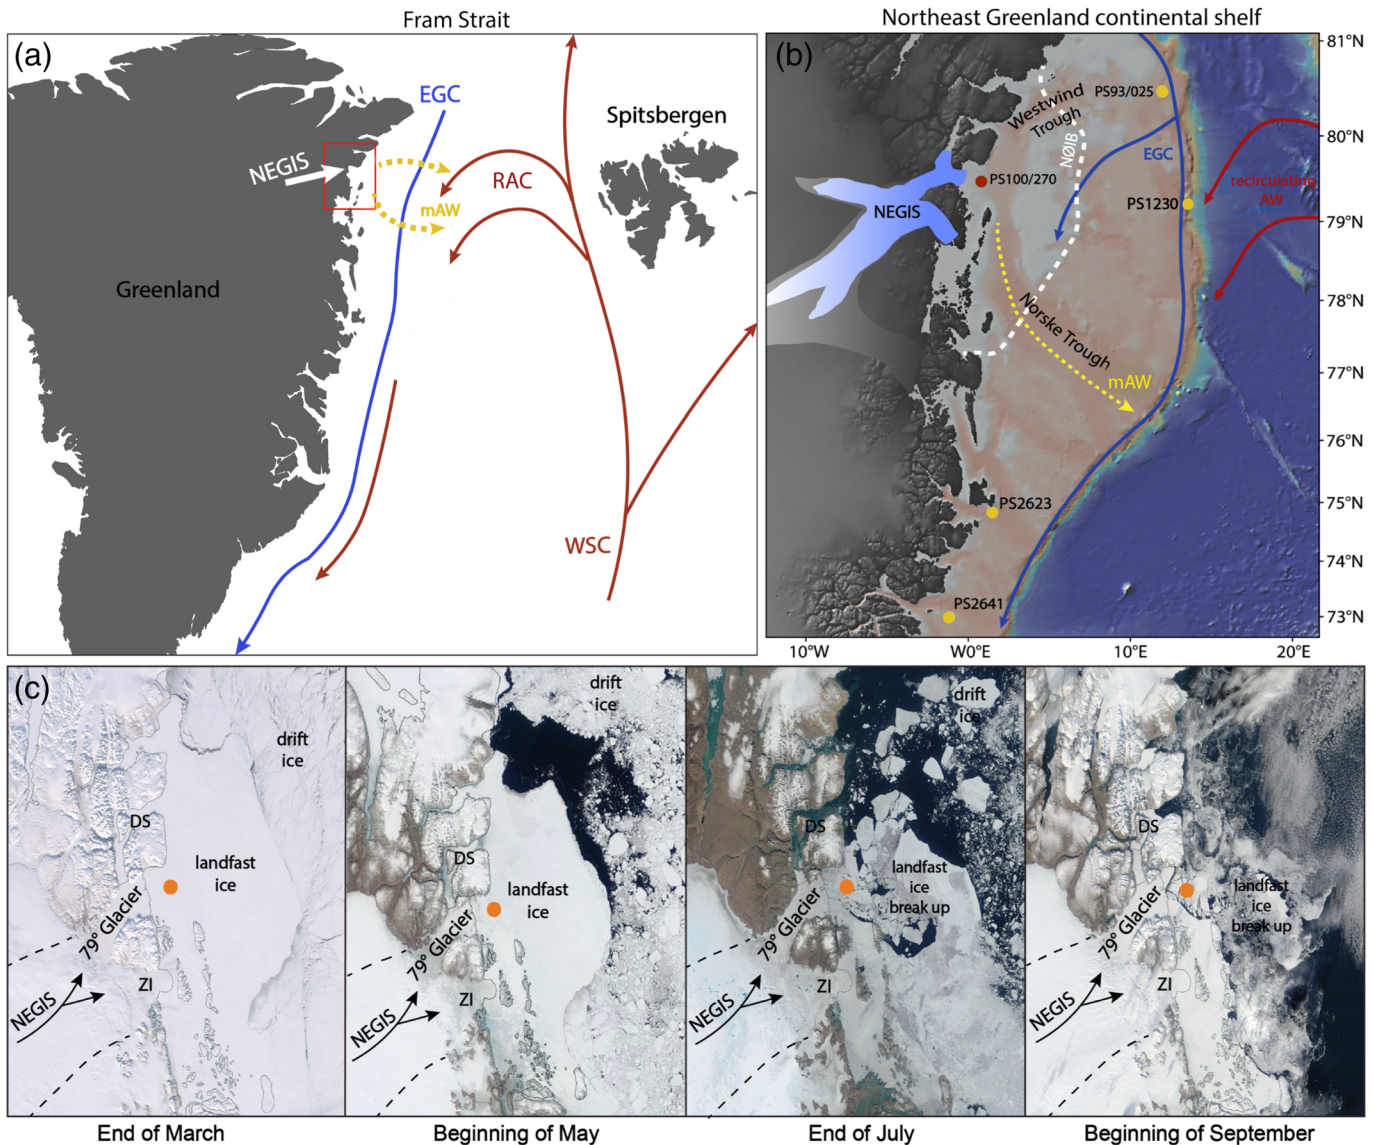 Fram Strait
(a)
EGC
Spitsbergen
NEGIS
RAC
mAW
Greenland
WSC
Northeast Greenland continental shelf
(b)
81°N
PS93/025
Westwind
Trough
80°N
NØIB
EGC
PS100/270
recirculating
AW
NEGIS
PS1230
79°N
78°N
Norske Trough
mAW
77°N
76°N
PS2623
75°N
74°N
PS2641
73°N
10°W
W0°E
10°E
20°E
(c)
drift
ice
DS
landfast
ice
79° Glacier
ZI
NEGIS
End of March
drift
ice
DS
landfast
ice
79° Glacier
ZI
NEGIS
Beginning of May
drift
ice
DS
landfast
ice
break up
79° Glacier
ZI
NEGIS
End of July
DS
landfast
ice
break up
79° Glacier
ZI
NEGIS
Beginning of September